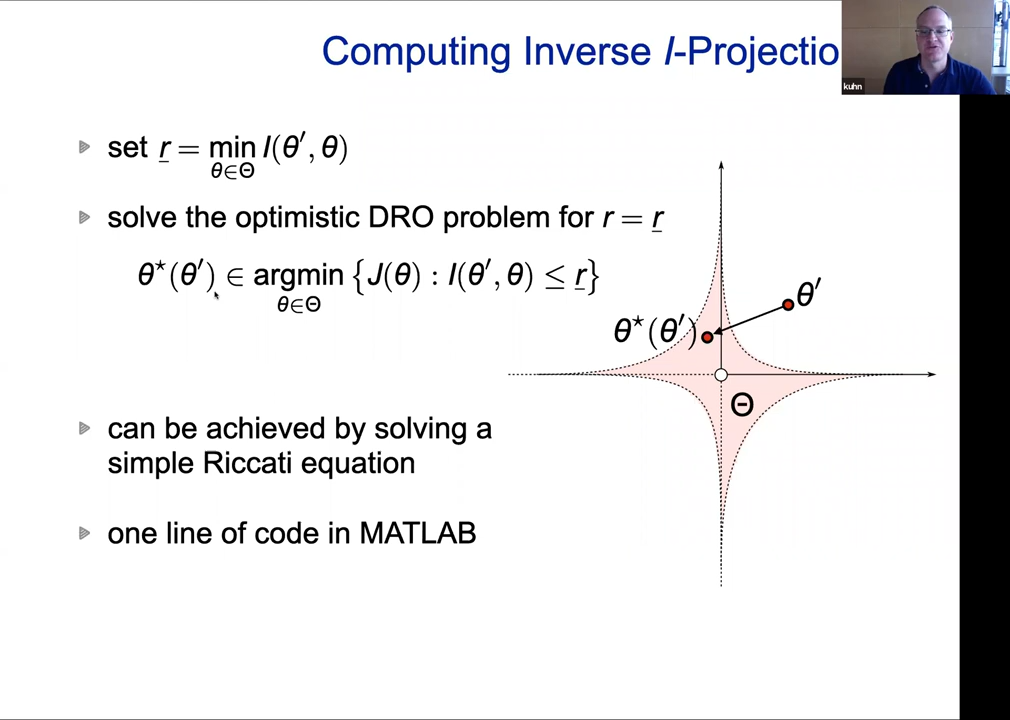 Computing Inverse I-Projectio
kuhn
set r = min I(θ′, θ)
θ∈Θ
solve the optimistic DRO problem for r = r
θ⋆(θ′) ∈ argmin {J(θ) : I(θ′, θ) ≤ r}
θ∈Θ
θ′
θ⋆(θ′)
Θ
can be achieved by solving a
simple Riccati equation
one line of code in MATLAB